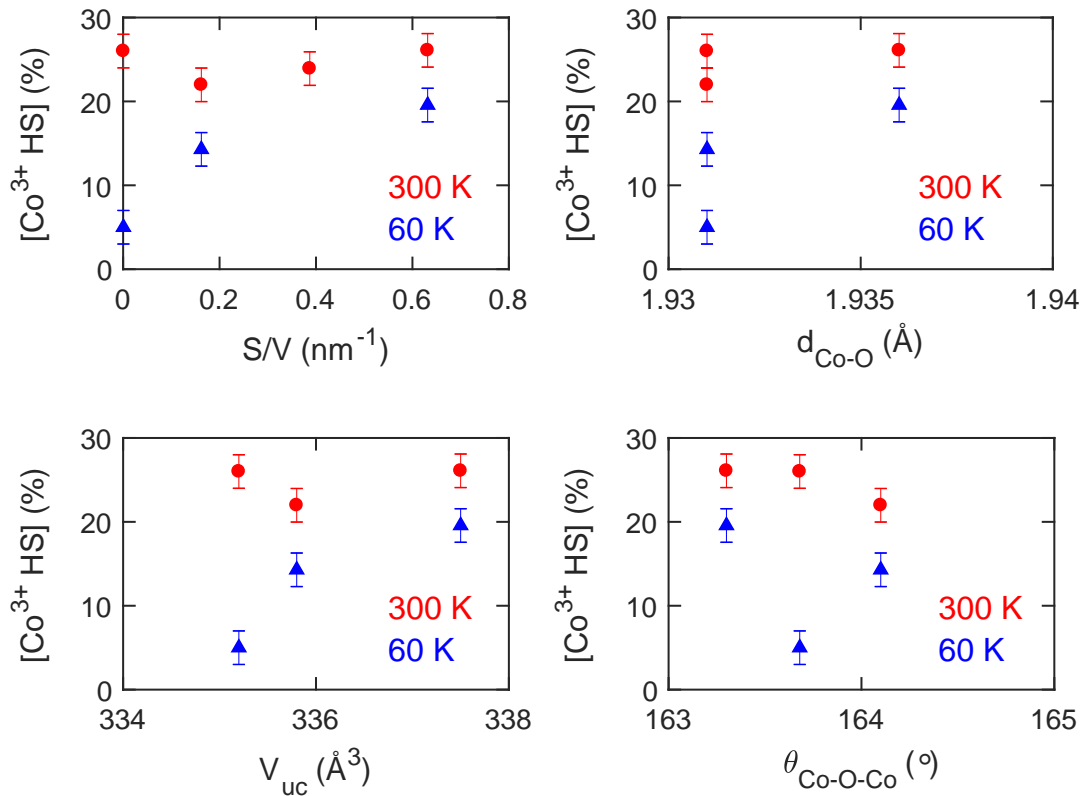 30
20
10
0
[Co³⁺ HS] (%)
300 K
60 K
0 0.2 0.4 0.6 0.8
S/V (nm⁻¹)
30
20
10
0
[Co³⁺ HS] (%)
300 K
60 K
1.93 1.935 1.94
d_Co-O (Å)
30
20
10
0
[Co³⁺ HS] (%)
300 K
60 K
334 336 338
V_uc (Å³)
30
20
10
0
[Co³⁺ HS] (%)
300 K
60 K
163 164 165
θ_Co-O-Co (°)